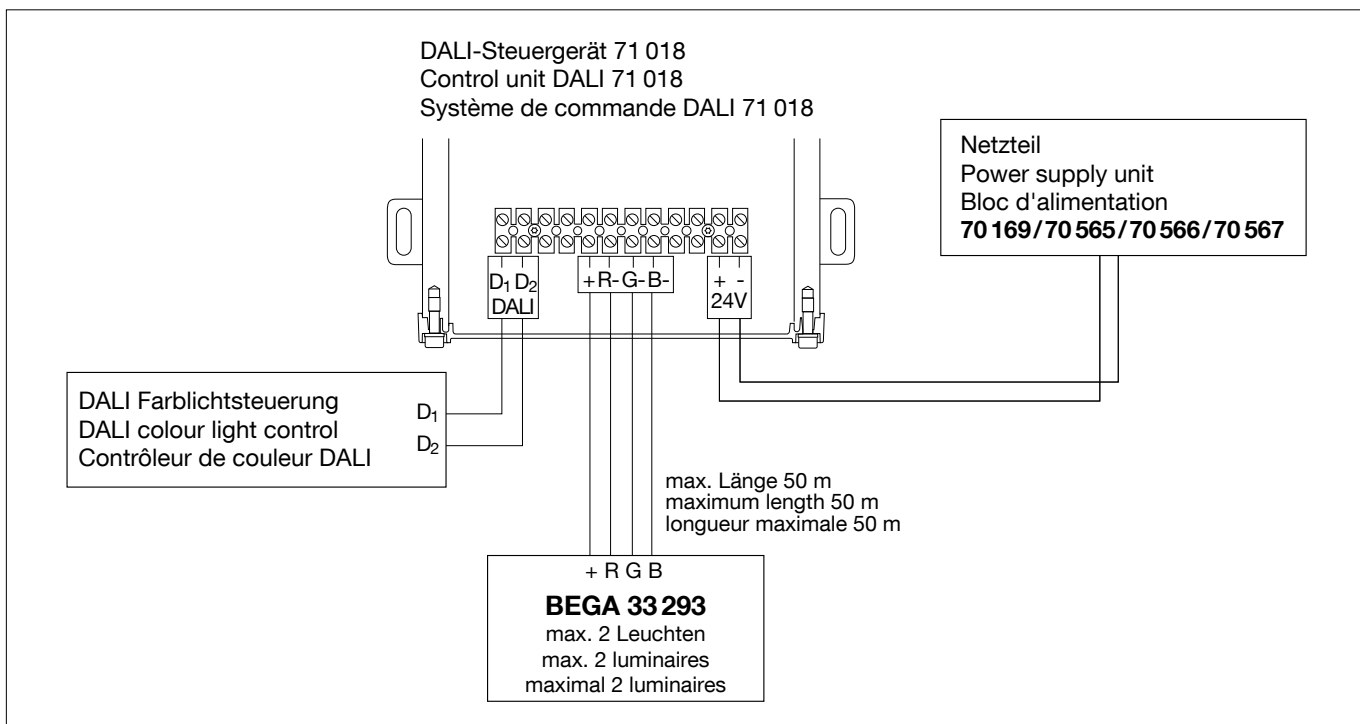 DALI-Steuergerät 71 018
Control unit DALI 71 018
Système de commande DALI 71 018
Netzteil
Power supply unit
Bloc d'alimentation
70 169 / 70 565 / 70 566 / 70 567
D1 D2
DALI
+ R- G- B-
+ -
24V
DALI Farblichtsteuerung
DALI colour light control
Contrôleur de couleur DALI
D1
D2
max. Länge 50 m
maximum length 50 m
longueur maximale 50 m
+ R G B
BEGA 33 293
max. 2 Leuchten
max. 2 luminaires
maximal 2 luminaires